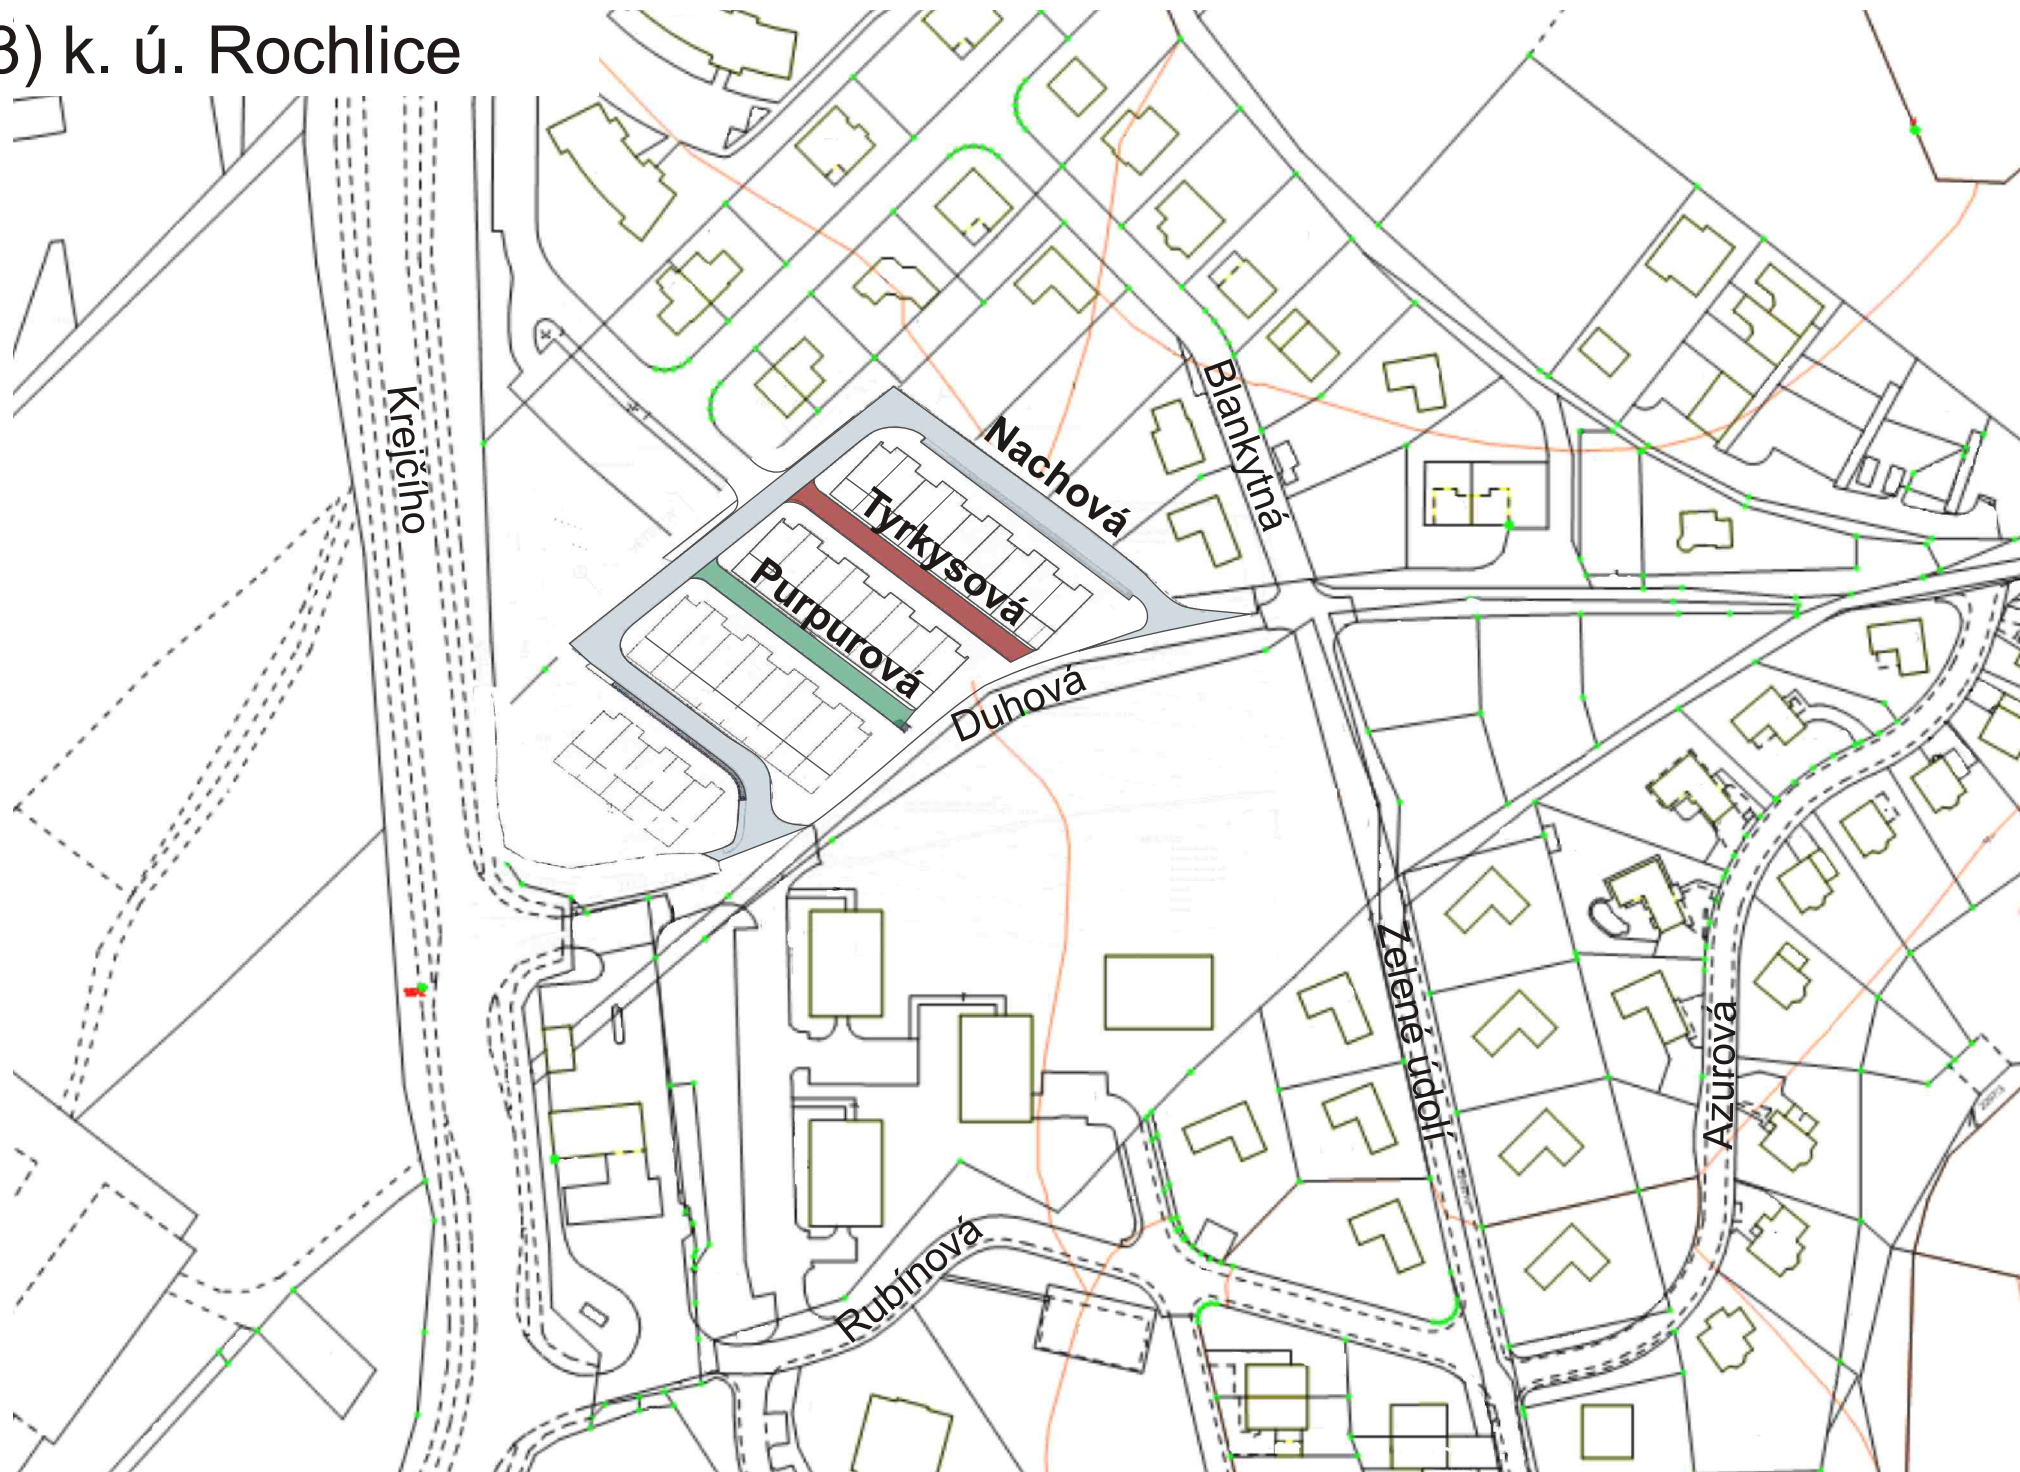 3) k. ú. Rochlice
Krejčího
Blankytná
Nachová
Tyrkysová
Purpurová
Duhová
Zelené údolí
Azurová
Rubínová